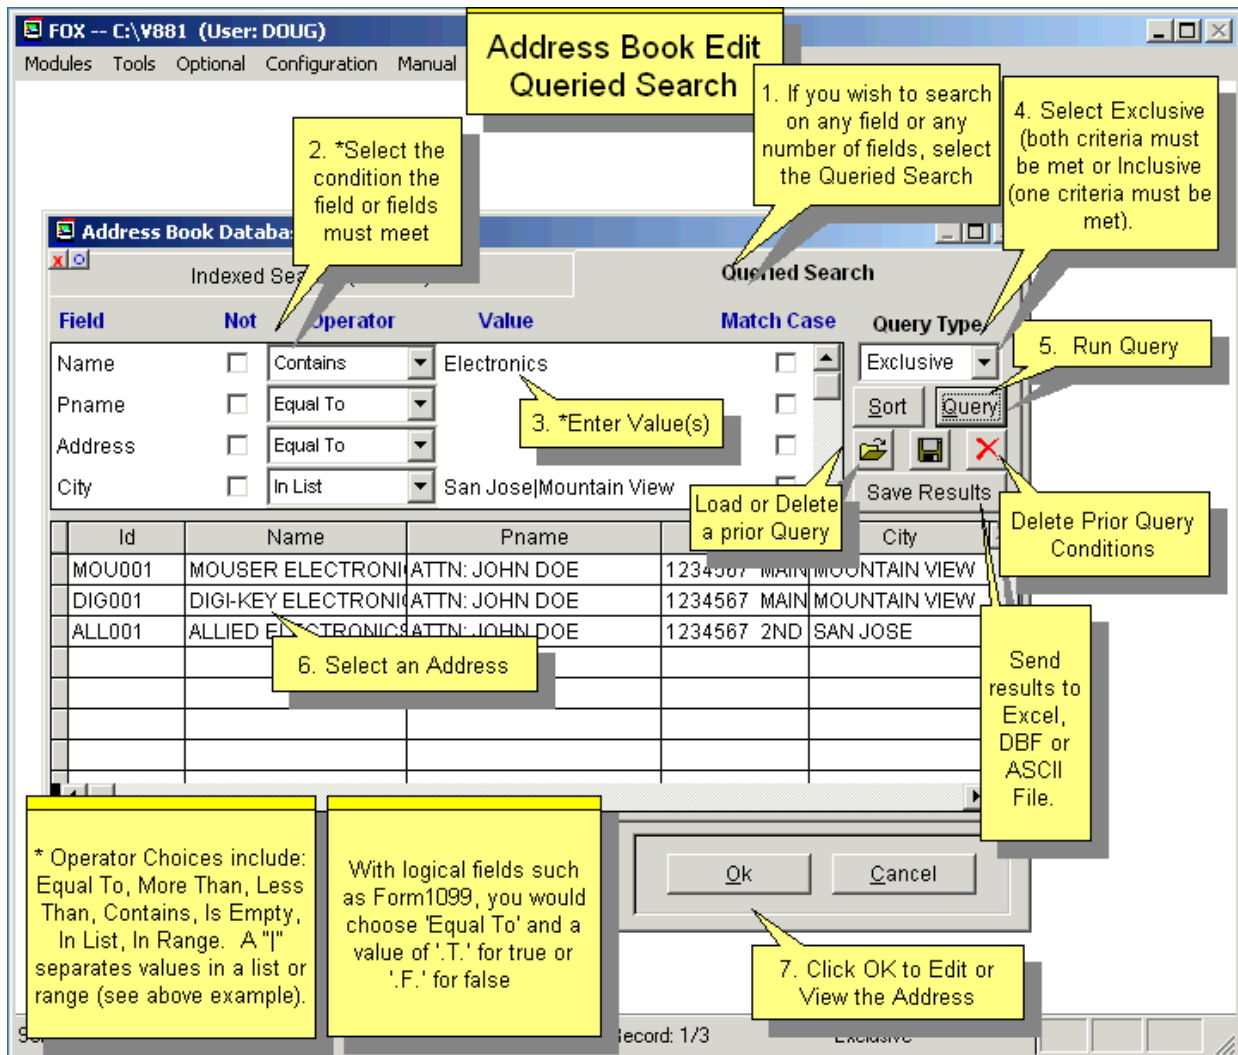 FOX -- C:\V881 (User: DOUG)
Modules Tools Optional Configuration Manual
Address Book Edit
Queried Search
1. If you wish to search
on any field or any
number of fields, select
the Queried Search
2. *Select the
condition the
field or fields
must meet
4. Select Exclusive
(both criteria must
be met or Inclusive
(one criteria must be
met).
Address Book
Indexed
Queried Search
Field Not Operator Value Match Case Query Type
Name Contains Electronics Exclusive
5. Run Query
Pname Equal To Sort Query
3. *Enter Value(s)
Address Equal To
City In List San Jose|Mountain View Save Results
Load or Delete
a prior Query
Delete Prior Query
Conditions
Id Name Pname City
MOU001 MOUSER ELECTRONI ATTN: JOHN DOE 1234567 MAIN MOUNTAIN VIEW
DIG001 DIGI-KEY ELECTRONI ATTN: JOHN DOE 1234567 MAIN MOUNTAIN VIEW
ALL001 ALLIED ELECTRONICS ATTN: JOHN DOE 1234567 2ND SAN JOSE
6. Select an Address
Send
results to
Excel,
DBF or
ASCII
File.
* Operator Choices include:
Equal To, More Than, Less
Than, Contains, Is Empty,
In List, In Range. A "|"
separates values in a list or
range (see above example).
With logical fields such
as Form1099, you would
choose 'Equal To' and a
value of '.T.' for true or
'.F.' for false
Ok Cancel
7. Click OK to Edit or
View the Address
Record: 1/3 Exclusive